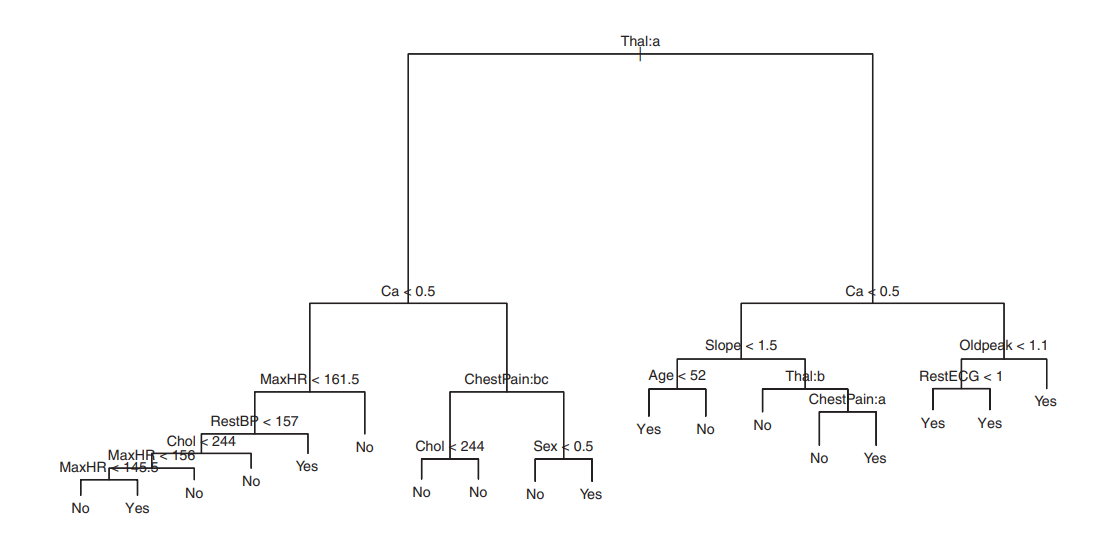 Thal:a
Ca < 0.5
Ca < 0.5
Slope < 1.5
Oldpeak < 1.1
MaxHR < 161.5
ChestPain:bc
Age < 52
Thal:b
RestECG < 1
ChestPain:a
Yes
RestBP < 157
Yes
No
No
Yes
Yes
Chol < 244
No
Chol < 244
Sex < 0.5
MaxHR < 156
No
Yes
MaxHR < 145.5
Yes
No
No
No
No
No
Yes
No
Yes